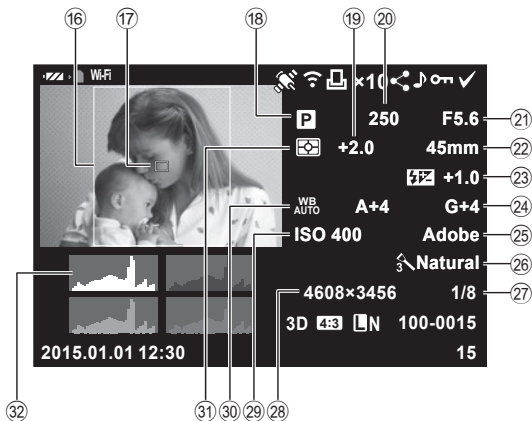 ⑯ ⑰ ⑱ ⑲ ⑳
Wi-Fi ×10
P 250 F5.6 ㉑
+2.0 45mm ㉒
+1.0 ㉓
WB AUTO A+4 G+4 ㉔
ISO 400 Adobe ㉕
3 Natural ㉖
4608×3456 1/8 ㉗
3D 4:3 LN 100-0015
2015.01.01 12:30 15
㉜ ㉛ ㉚ ㉙ ㉘